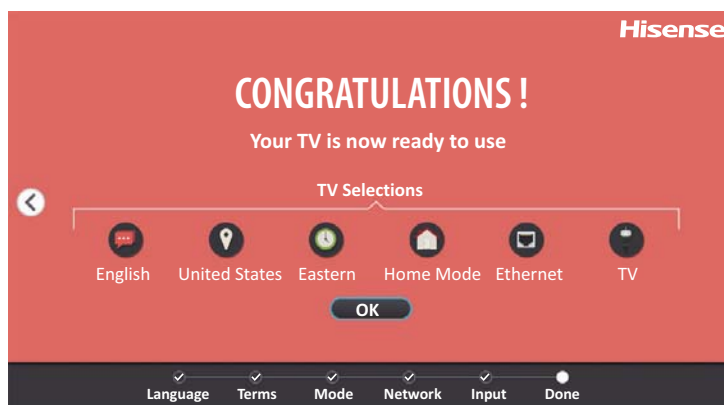 Hisense
CONGRATULATIONS !
Your TV is now ready to use
TV Selections
English United States Eastern Home Mode Ethernet TV
OK
Language Terms Mode Network Input Done